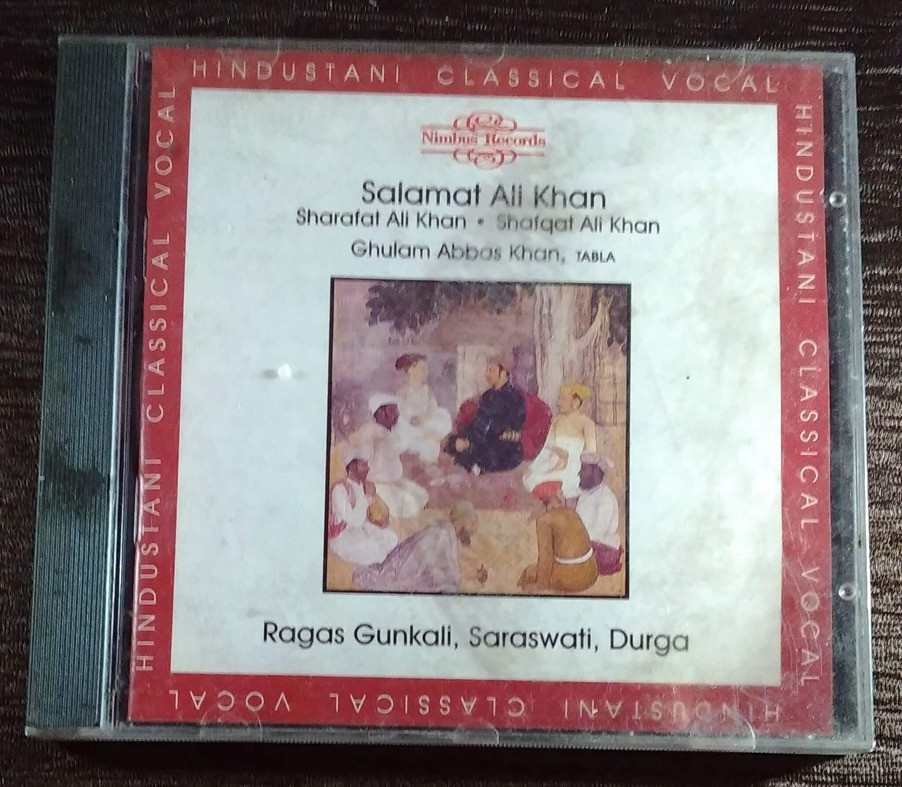 HINDUSTANI CLASSICAL VOCAL
HINDUSTANI CLASSICAL VOCAL
Nimbus Records
Salamat Ali Khan
Sharafat Ali Khan • Shafqat Ali Khan
Ghulam Abbas Khan, TABLA
Ragas Gunkali, Saraswati, Durga
HINDUSTANI CLASSICAL VOCAL
HINDUSTANI CLASSICAL VOCAL